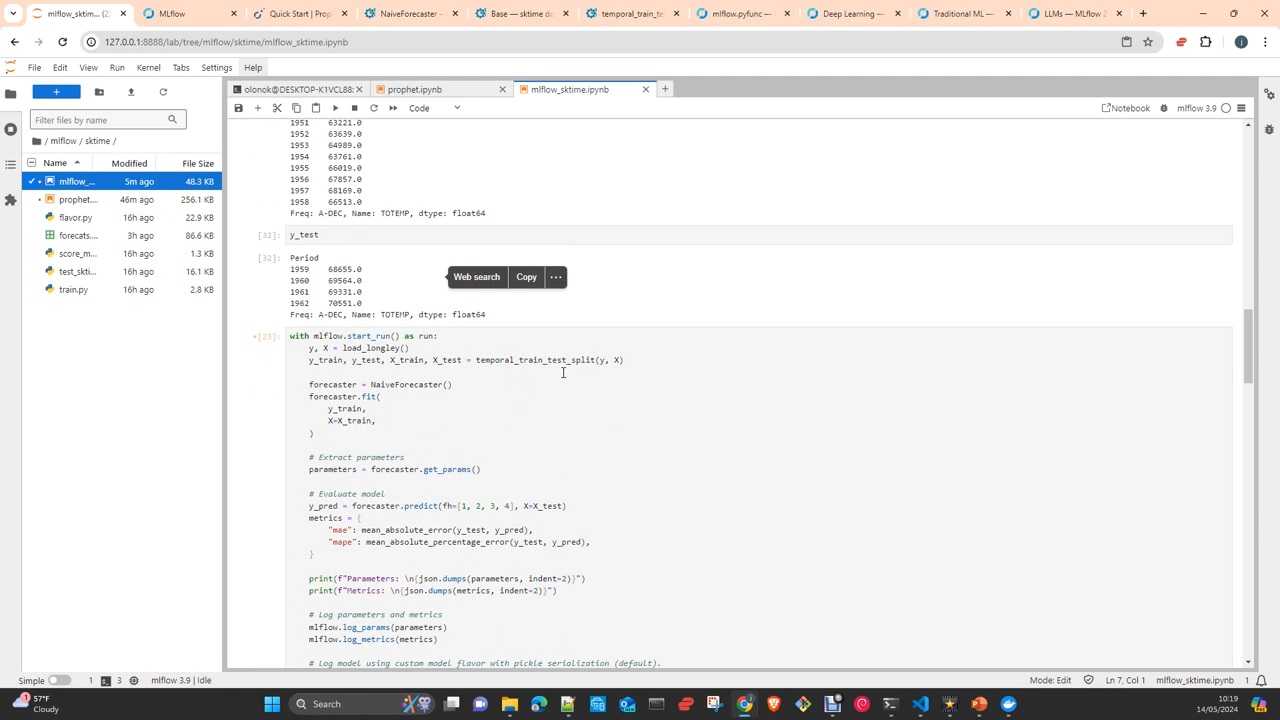 mlflow_sktime (2)
MLflow
Quick Start | Prop
NaiveForecaster —
Base — sktime do
temporal_train_te
mlflow.pyfunc —
Deep Learning —
Traditional ML —
LLMs — MLflow 2
127.0.0.1:8888/lab/tree/mlflow/sktime/mlflow_sktime.ipynb
File Edit View Run Kernel Tabs Settings Help
olonok@DESKTOP-K1VCL88:
prophet.ipynb
mlflow_sktime.ipynb
Code
Notebook
mlflow 3.9
Filter files by name
/ mlflow / sktime /
Name Modified File Size
mlflow_... 5m ago 48.3 KB
prophet.... 46m ago 256.1 KB
flavor.py 16h ago 22.9 KB
forecats.... 3h ago 86.6 KB
score_m... 16h ago 1.3 KB
test_skti... 16h ago 16.1 KB
train.py 16h ago 2.8 KB
1951 63221.0
1952 63639.0
1953 64989.0
1954 63761.0
1955 66019.0
1956 67857.0
1957 68169.0
1958 66513.0
Freq: A-DEC, Name: TOTEMP, dtype: float64
[32]: y_test
[32]: Period
1959 68655.0
1960 69564.0
1961 69331.0
1962 70551.0
Freq: A-DEC, Name: TOTEMP, dtype: float64
Web search Copy ...
[23]: with mlflow.start_run() as run:
y, X = load_longley()
y_train, y_test, X_train, X_test = temporal_train_test_split(y, X)
forecaster = NaiveForecaster()
forecaster.fit(
y_train,
X=X_train,
)
# Extract parameters
parameters = forecaster.get_params()
# Evaluate model
y_pred = forecaster.predict(fh=[1, 2, 3, 4], X=X_test)
metrics = {
"mae": mean_absolute_error(y_test, y_pred),
"mape": mean_absolute_percentage_error(y_test, y_pred),
}
print(f"Parameters: \n{json.dumps(parameters, indent=2)}")
print(f"Metrics: \n{json.dumps(metrics, indent=2)}")
# Log parameters and metrics
mlflow.log_params(parameters)
mlflow.log_metrics(metrics)
# Log model using custom model flavor with pickle serialization (default).
Simple 1 3 mlflow 3.9 | Idle
Mode: Edit Ln 7, Col 1 mlflow_sktime.ipynb 1
57°F
Cloudy
Search
10:19
14/05/2024